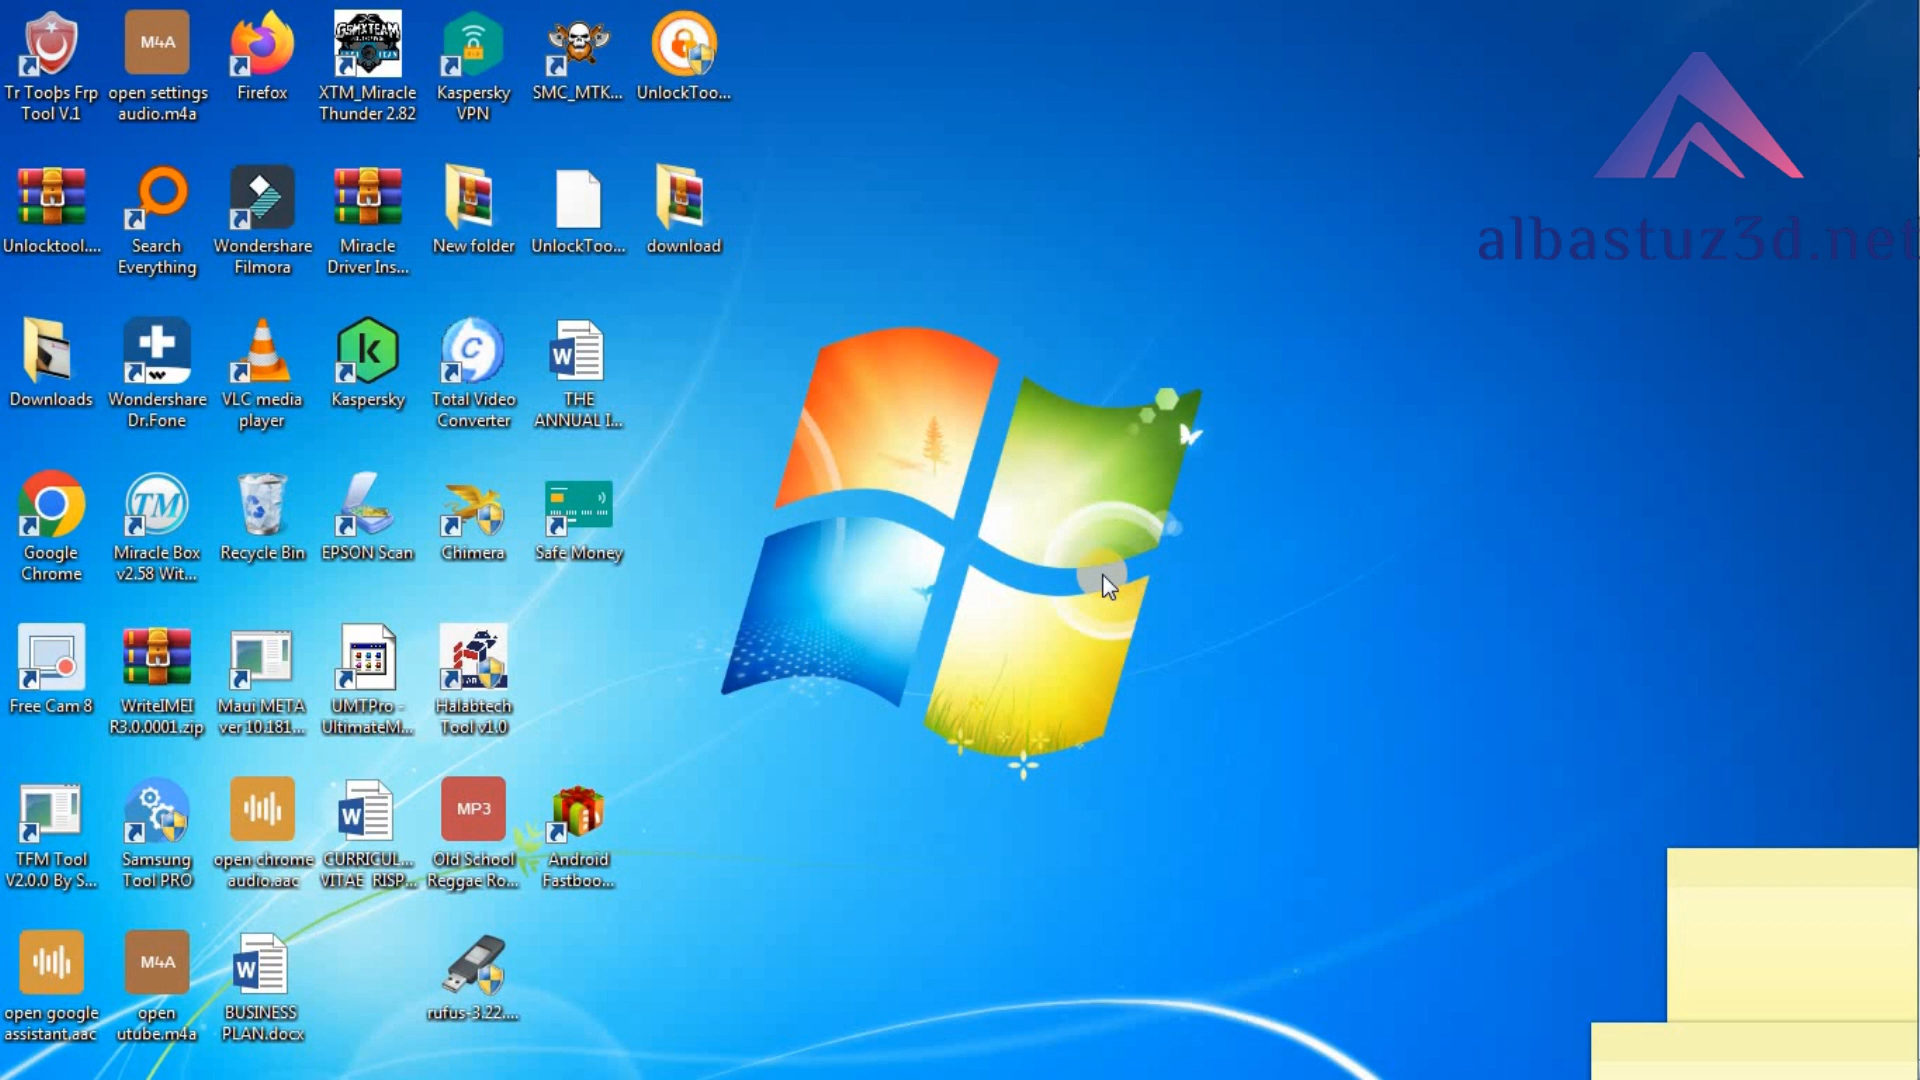 Tr Tooþs Frp
Tool V.1
M4A
open settings
audio.m4a
Firefox
GSMXTEAM
XTM_Miracle
Thunder 2.82
Kaspersky
VPN
SMC_MTK...
UnlockToo...
albastuz3d.net
Unlocktool....
Search
Everything
Wondershare
Filmora
Miracle
Driver Ins...
New folder
UnlockToo...
download
Downloads
Wondershare
Dr.Fone
VLC media
player
k
Kaspersky
C
Total Video
Converter
W
THE
ANNUAL I...
Google
Chrome
TM
Miracle Box
v2.58 Wit...
Recycle Bin
EPSON Scan
Chimera
Safe Money
Free Cam 8
WriteIMEI
R3.0.0001.zip
Maui META
ver 10.181...
UMTPro -
UltimateM...
Halabtech
Tool v1.0
TFM Tool
V2.0.0 By S...
Samsung
Tool PRO
open chrome
audio.aac
W
CURRICUL...
VITAE RISP...
MP3
Old School
Reggae Ro...
Android
Fastboo...
open google
assistant.aac
M4A
open
utube.m4a
W
BUSINESS
PLAN.docx
rufus-3.22....